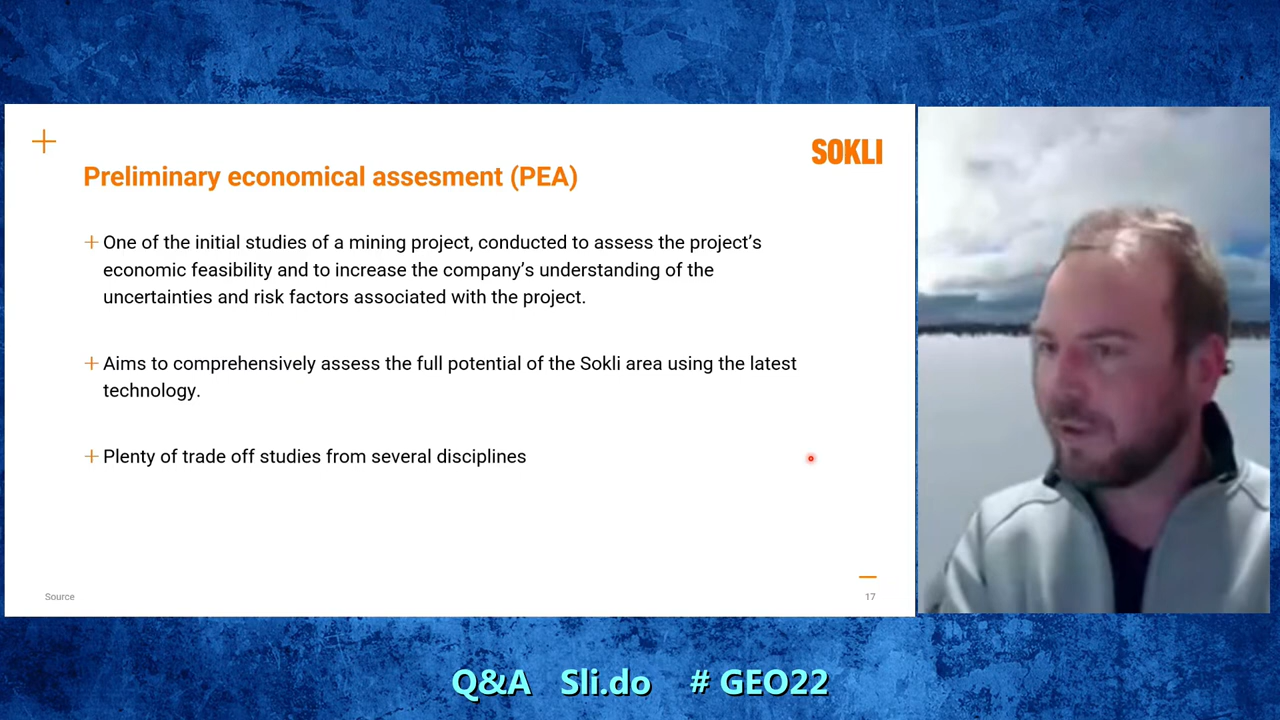 SOKLI
Preliminary economical assesment (PEA)
One of the initial studies of a mining project, conducted to assess the project’s
economic feasibility and to increase the company’s understanding of the
uncertainties and risk factors associated with the project.
Aims to comprehensively assess the full potential of the Sokli area using the latest
technology.
Plenty of trade off studies from several disciplines
Source
17
Q&A Sli.do # GEO22